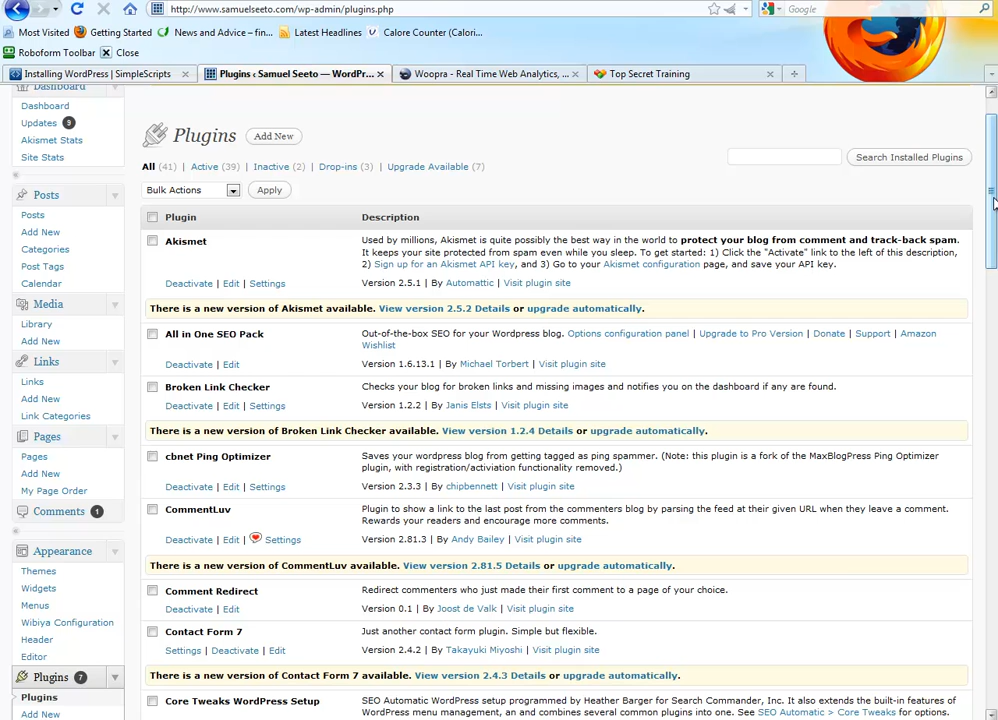 http://www.samuelseeto.com/wp-admin/plugins.php
Google
Most Visited Getting Started News and Advice – fin... Latest Headlines Calore Counter (Calori...
Roboform Toolbar Close
Installing WordPress | SimpleScripts
Plugins ‹ Samuel Seeto — WordPr...
Woopra - Real Time Web Analytics, ...
Top Secret Training
Dashboard
Dashboard
Updates 9
Akismet Stats
Site Stats
Posts
Posts
Add New
Categories
Post Tags
Calendar
Media
Library
Add New
Links
Links
Add New
Link Categories
Pages
Pages
Add New
My Page Order
Comments 1
Appearance
Themes
Widgets
Menus
Wibiya Configuration
Header
Editor
Plugins 7
Plugins
Add New
Plugins Add New
All (41) | Active (39) | Inactive (2) | Drop-ins (3) | Upgrade Available (7)
Search Installed Plugins
Bulk Actions Apply
Plugin Description
Akismet
Used by millions, Akismet is quite possibly the best way in the world to protect your blog from comment and track-back spam.
It keeps your site protected from spam even while you sleep. To get started: 1) Click the "Activate" link to the left of this description,
2) Sign up for an Akismet API key, and 3) Go to your Akismet configuration page, and save your API key.
Deactivate | Edit | Settings
Version 2.5.1 | By Automattic | Visit plugin site
There is a new version of Akismet available. View version 2.5.2 Details or upgrade automatically.
All in One SEO Pack
Out-of-the-box SEO for your Wordpress blog. Options configuration panel | Upgrade to Pro Version | Donate | Support | Amazon
Wishlist
Deactivate | Edit
Version 1.6.13.1 | By Michael Torbert | Visit plugin site
Broken Link Checker
Checks your blog for broken links and missing images and notifies you on the dashboard if any are found.
Deactivate | Edit | Settings
Version 1.2.2 | By Janis Elsts | Visit plugin site
There is a new version of Broken Link Checker available. View version 1.2.4 Details or upgrade automatically.
cbnet Ping Optimizer
Saves your wordpress blog from getting tagged as ping spammer. (Note: this plugin is a fork of the MaxBlogPress Ping Optimizer
plugin, with registration/activiation functionality removed.)
Deactivate | Edit | Settings
Version 2.3.3 | By chipbennett | Visit plugin site
CommentLuv
Plugin to show a link to the last post from the commenters blog by parsing the feed at their given URL when they leave a comment.
Rewards your readers and encourage more comments.
Deactivate | Edit | Settings
Version 2.81.3 | By Andy Bailey | Visit plugin site
There is a new version of CommentLuv available. View version 2.81.5 Details or upgrade automatically.
Comment Redirect
Redirect commenters who just made their first comment to a page of your choice.
Deactivate | Edit
Version 0.1 | By Joost de Valk | Visit plugin site
Contact Form 7
Just another contact form plugin. Simple but flexible.
Settings | Deactivate | Edit
Version 2.4.2 | By Takayuki Miyoshi | Visit plugin site
There is a new version of Contact Form 7 available. View version 2.4.3 Details or upgrade automatically.
Core Tweaks WordPress Setup
SEO Automatic WordPress setup programmed by Heather Barger for Search Commander, Inc. It also extends the built-in features of
WordPress menu management, an and combines several common plugins into one. See SEO Automatic > Core Tweaks for options.